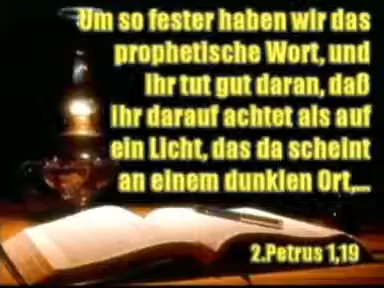 Um so fester haben wir das
prophetische Wort, und
Ihr tut gut daran, daß
ihr darauf achtet als auf
ein Licht, das da scheint
an einem dunklen Ort,...
2.Petrus 1,19